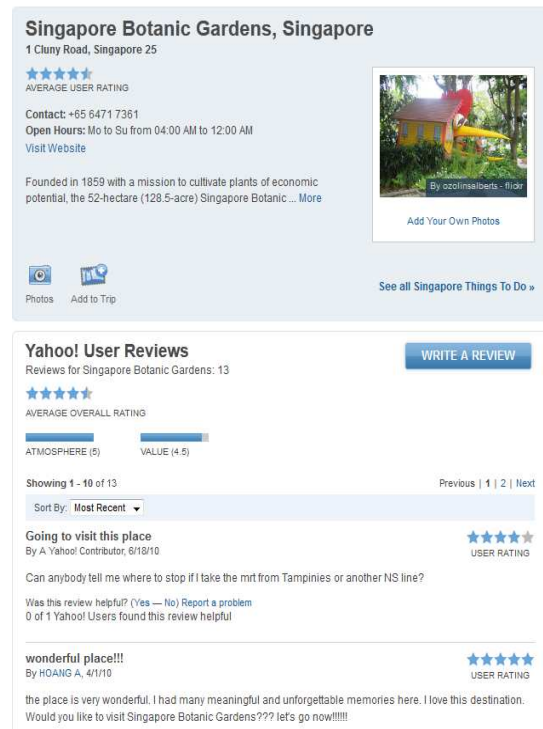 Singapore Botanic Gardens, Singapore
1 Cluny Road, Singapore 25
AVERAGE USER RATING
Contact: +65 6471 7361
Open Hours: Mo to Su from 04:00 AM to 12:00 AM
Visit Website
Founded in 1859 with a mission to cultivate plants of economic
potential, the 52-hectare (128.5-acre) Singapore Botanic ... More
By ozolinsalberts - flickr
Add Your Own Photos
Photos Add to Trip
See all Singapore Things To Do »
Yahoo! User Reviews
WRITE A REVIEW
Reviews for Singapore Botanic Gardens: 13
AVERAGE OVERALL RATING
ATMOSPHERE (5) VALUE (4.5)
Showing 1 - 10 of 13 Previous | 1 | 2 | Next
Sort By: Most Recent
Going to visit this place
By A Yahoo! Contributor, 6/18/10
USER RATING
Can anybody tell me where to stop if I take the mrt from Tampinies or another NS line?
Was this review helpful? (Yes — No) Report a problem
0 of 1 Yahoo! Users found this review helpful
wonderful place!!!
By HOANG A, 4/1/10
USER RATING
the place is very wonderful. I had many meaningful and unforgettable memories here. I love this destination.
Would you like to visit Singapore Botanic Gardens??? let's go now!!!!!!